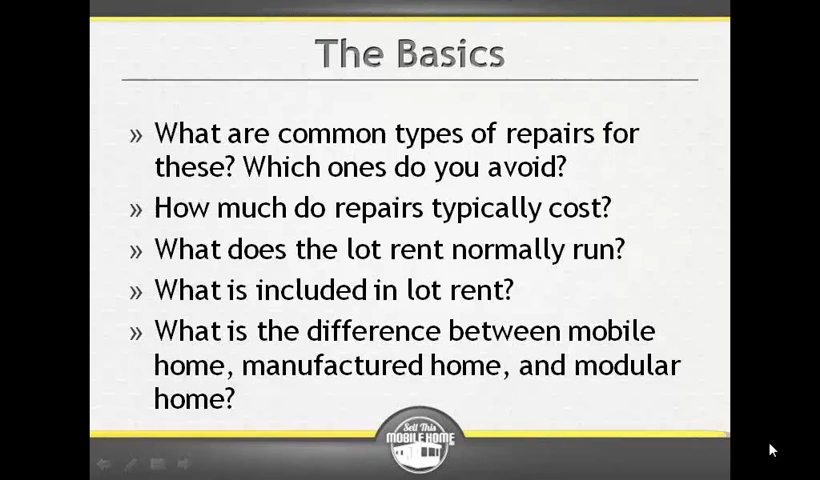 The Basics
» What are common types of repairs for
these? Which ones do you avoid?
» How much do repairs typically cost?
» What does the lot rent normally run?
» What is included in lot rent?
» What is the difference between mobile
home, manufactured home, and modular
home?
Sell This
MOBILE HOME